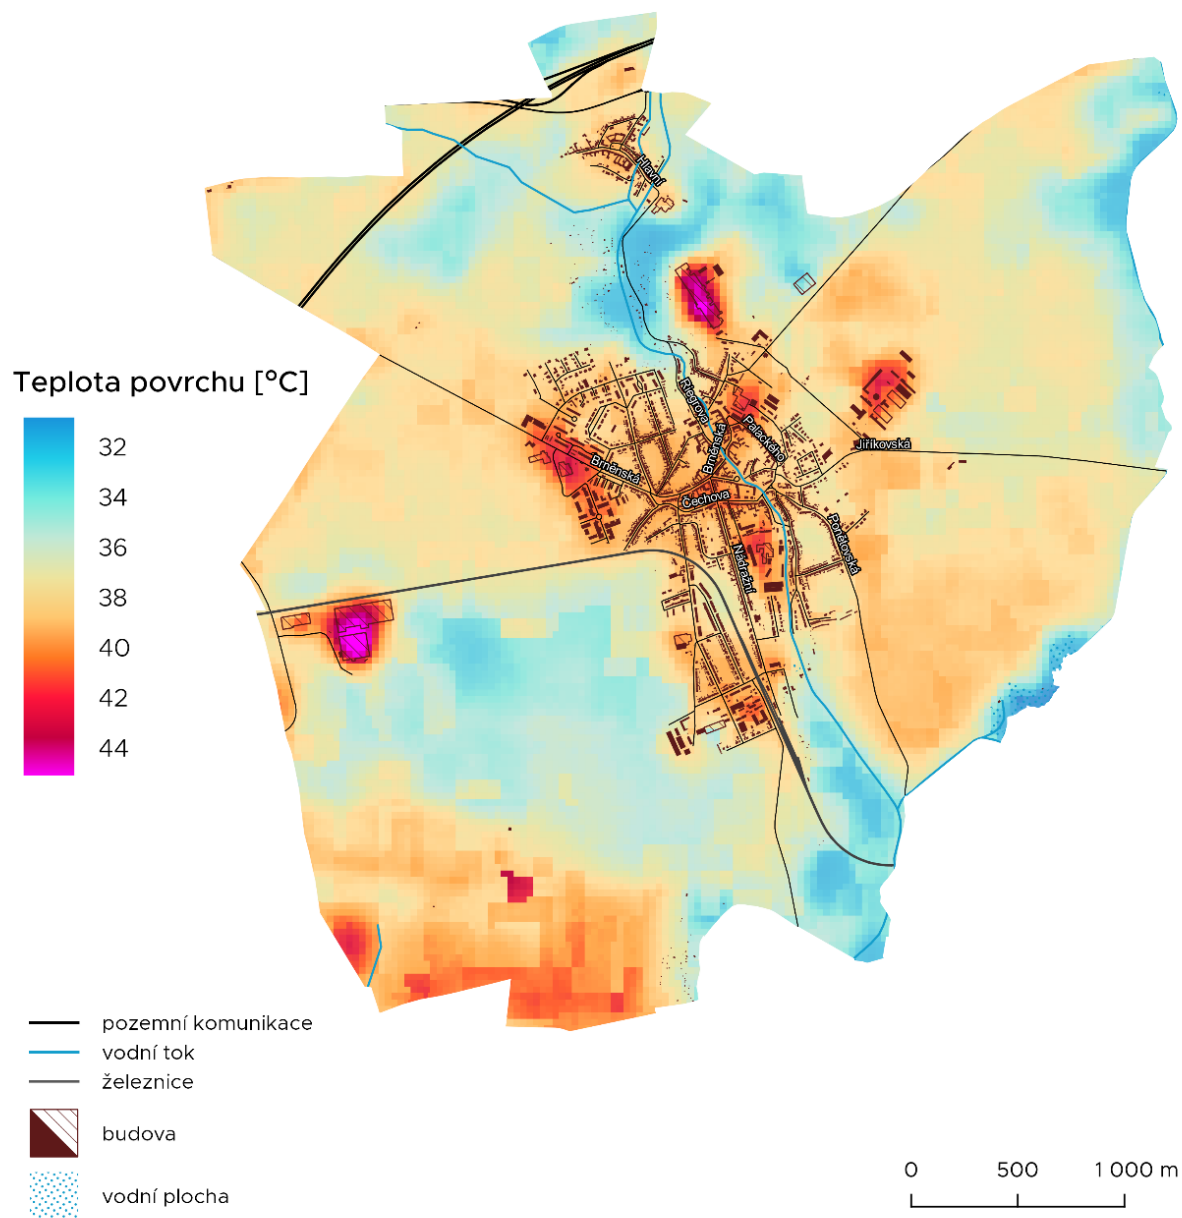 Hlavní
Riegrova
Palackého
Brněnská
Jiříkovská
Brněnská
Čechova
Ponětovská
Nádražní
Teplota povrchu [°C]
32
34
36
38
40
42
44
pozemní komunikace
vodní tok
železnice
budova
vodní plocha
0 500 1 000 m